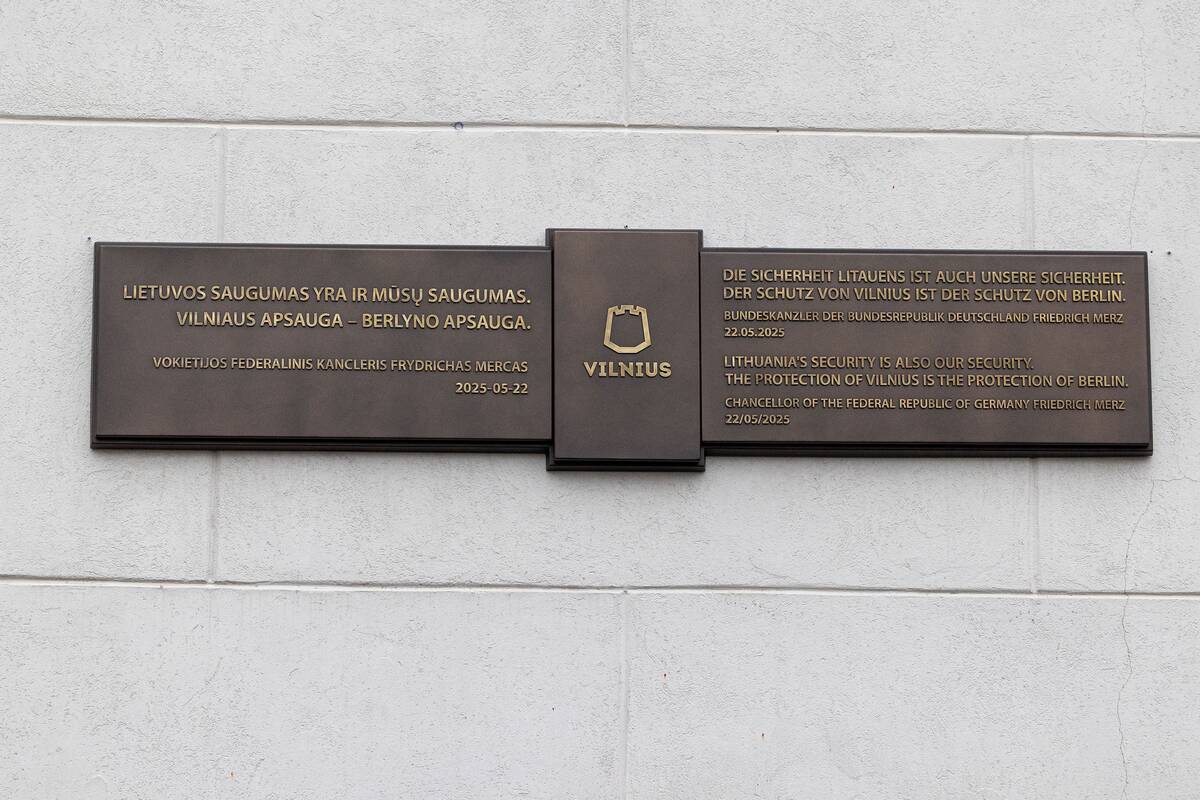 LIETUVOS SAUGUMAS YRA IR MŪSŲ SAUGUMAS.
VILNIAUS APSAUGA – BERLYNO APSAUGA.
VOKIETIJOS FEDERALINIS KANCLERIS FRYDRICHAS MERCAS
2025-05-22
VILNIUS
DIE SICHERHEIT LITAUENS IST AUCH UNSERE SICHERHEIT.
DER SCHUTZ VON VILNIUS IST DER SCHUTZ VON BERLIN.
BUNDESKANZLER DER BUNDESREPUBLIK DEUTSCHLAND FRIEDRICH MERZ
22.05.2025
LITHUANIA'S SECURITY IS ALSO OUR SECURITY.
THE PROTECTION OF VILNIUS IS THE PROTECTION OF BERLIN.
CHANCELLOR OF THE FEDERAL REPUBLIC OF GERMANY FRIEDRICH MERZ
22/05/2025